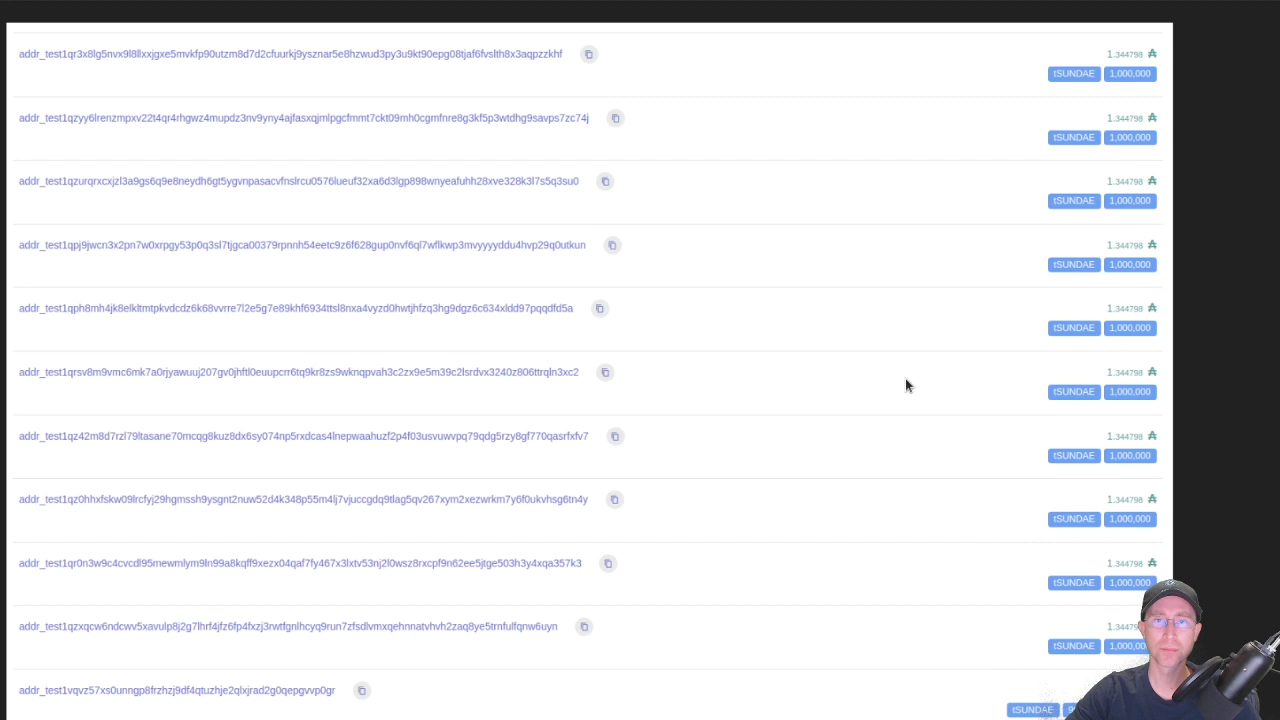 addr_test1qr3x8lg5nvx9l8llxxjgxe5mvkfp90utzm8d7d2cfuurkj9ysznar5e8hzwud3py3u9kt90epg08tjaf6fvslth8x3aqpzzkhf
1.344798 ₳
tSUNDAE 1,000,000
addr_test1qzyy6lrenzmpxv22t4qr4rhgwz4mupdz3nv9yny4ajfasxqjmlpgcfmmt7ckt09mh0cgmfnre8g3kf5p3wtdhg9savps7zc74j
1.344798 ₳
tSUNDAE 1,000,000
addr_test1qzurqrxcxjzl3a9gs6q9e8neydh6gt5ygvnpasacvfnslrcu0576lueuf32xa6d3lgp898wnyeafuhh28xve328k3l7s5q3su0
1.344798 ₳
tSUNDAE 1,000,000
addr_test1qpj9jwcn3x2pn7w0xrpgy53p0q3sl7tjgca00379rpnnh54eetc9z6f628gup0nvf6ql7wflkwp3mvyyyyddu4hvp29q0utkun
1.344798 ₳
tSUNDAE 1,000,000
addr_test1qph8mh4jk8elkltmtpkvdcdz6k68vvrre7l2e5g7e89khf6934ttsl8nxa4vyzd0hwtjhfzq3hg9dgz6c634xldd97pqqdfd5a
1.344798 ₳
tSUNDAE 1,000,000
addr_test1qrsv8m9vmc6mk7a0rjyawuuj207gv0jhftl0euupcrr6tq9kr8zs9wknqpvah3c2zx9e5m39c2lsrdvx3240z806ttrqln3xc2
1.344798 ₳
tSUNDAE 1,000,000
addr_test1qz42m8d7rzl79ltasane70mcqg8kuz8dx6sy074np5rxdcas4lnepwaahuzf2p4f03usvuwvpq79qdg5rzy8gf770qasrfxfv7
1.344798 ₳
tSUNDAE 1,000,000
addr_test1qz0hhxfskw09lrcfyj29hgmssh9ysgnt2nuw52d4k348p55m4lj7vjuccgdq9tlag5qv267xym2xezwrkm7y6f0ukvhsg6tn4y
1.344798 ₳
tSUNDAE 1,000,000
addr_test1qr0n3w9c4cvcdl95mewmlym9ln99a8kqff9xezx04qaf7fy467x3lxtv53nj2l0wsz8rxcpf9n62ee5jtge503h3y4xqa357k3
1.344798 ₳
tSUNDAE 1,000,000
addr_test1qzxqcw6ndcwv5xavulp8j2g7lhrf4jfz6fp4fxzj3rwtfgnlhcyq9run7zfsdlvmxqehnnatvhvh2zaq8ye5trnfulfqnw6uyn
tSUNDAE
addr_test1vqvz57xs0unngp8frzhzj9df4qtuzhje2qlxjrad2g0qepgvvp0gr
tSUNDAE